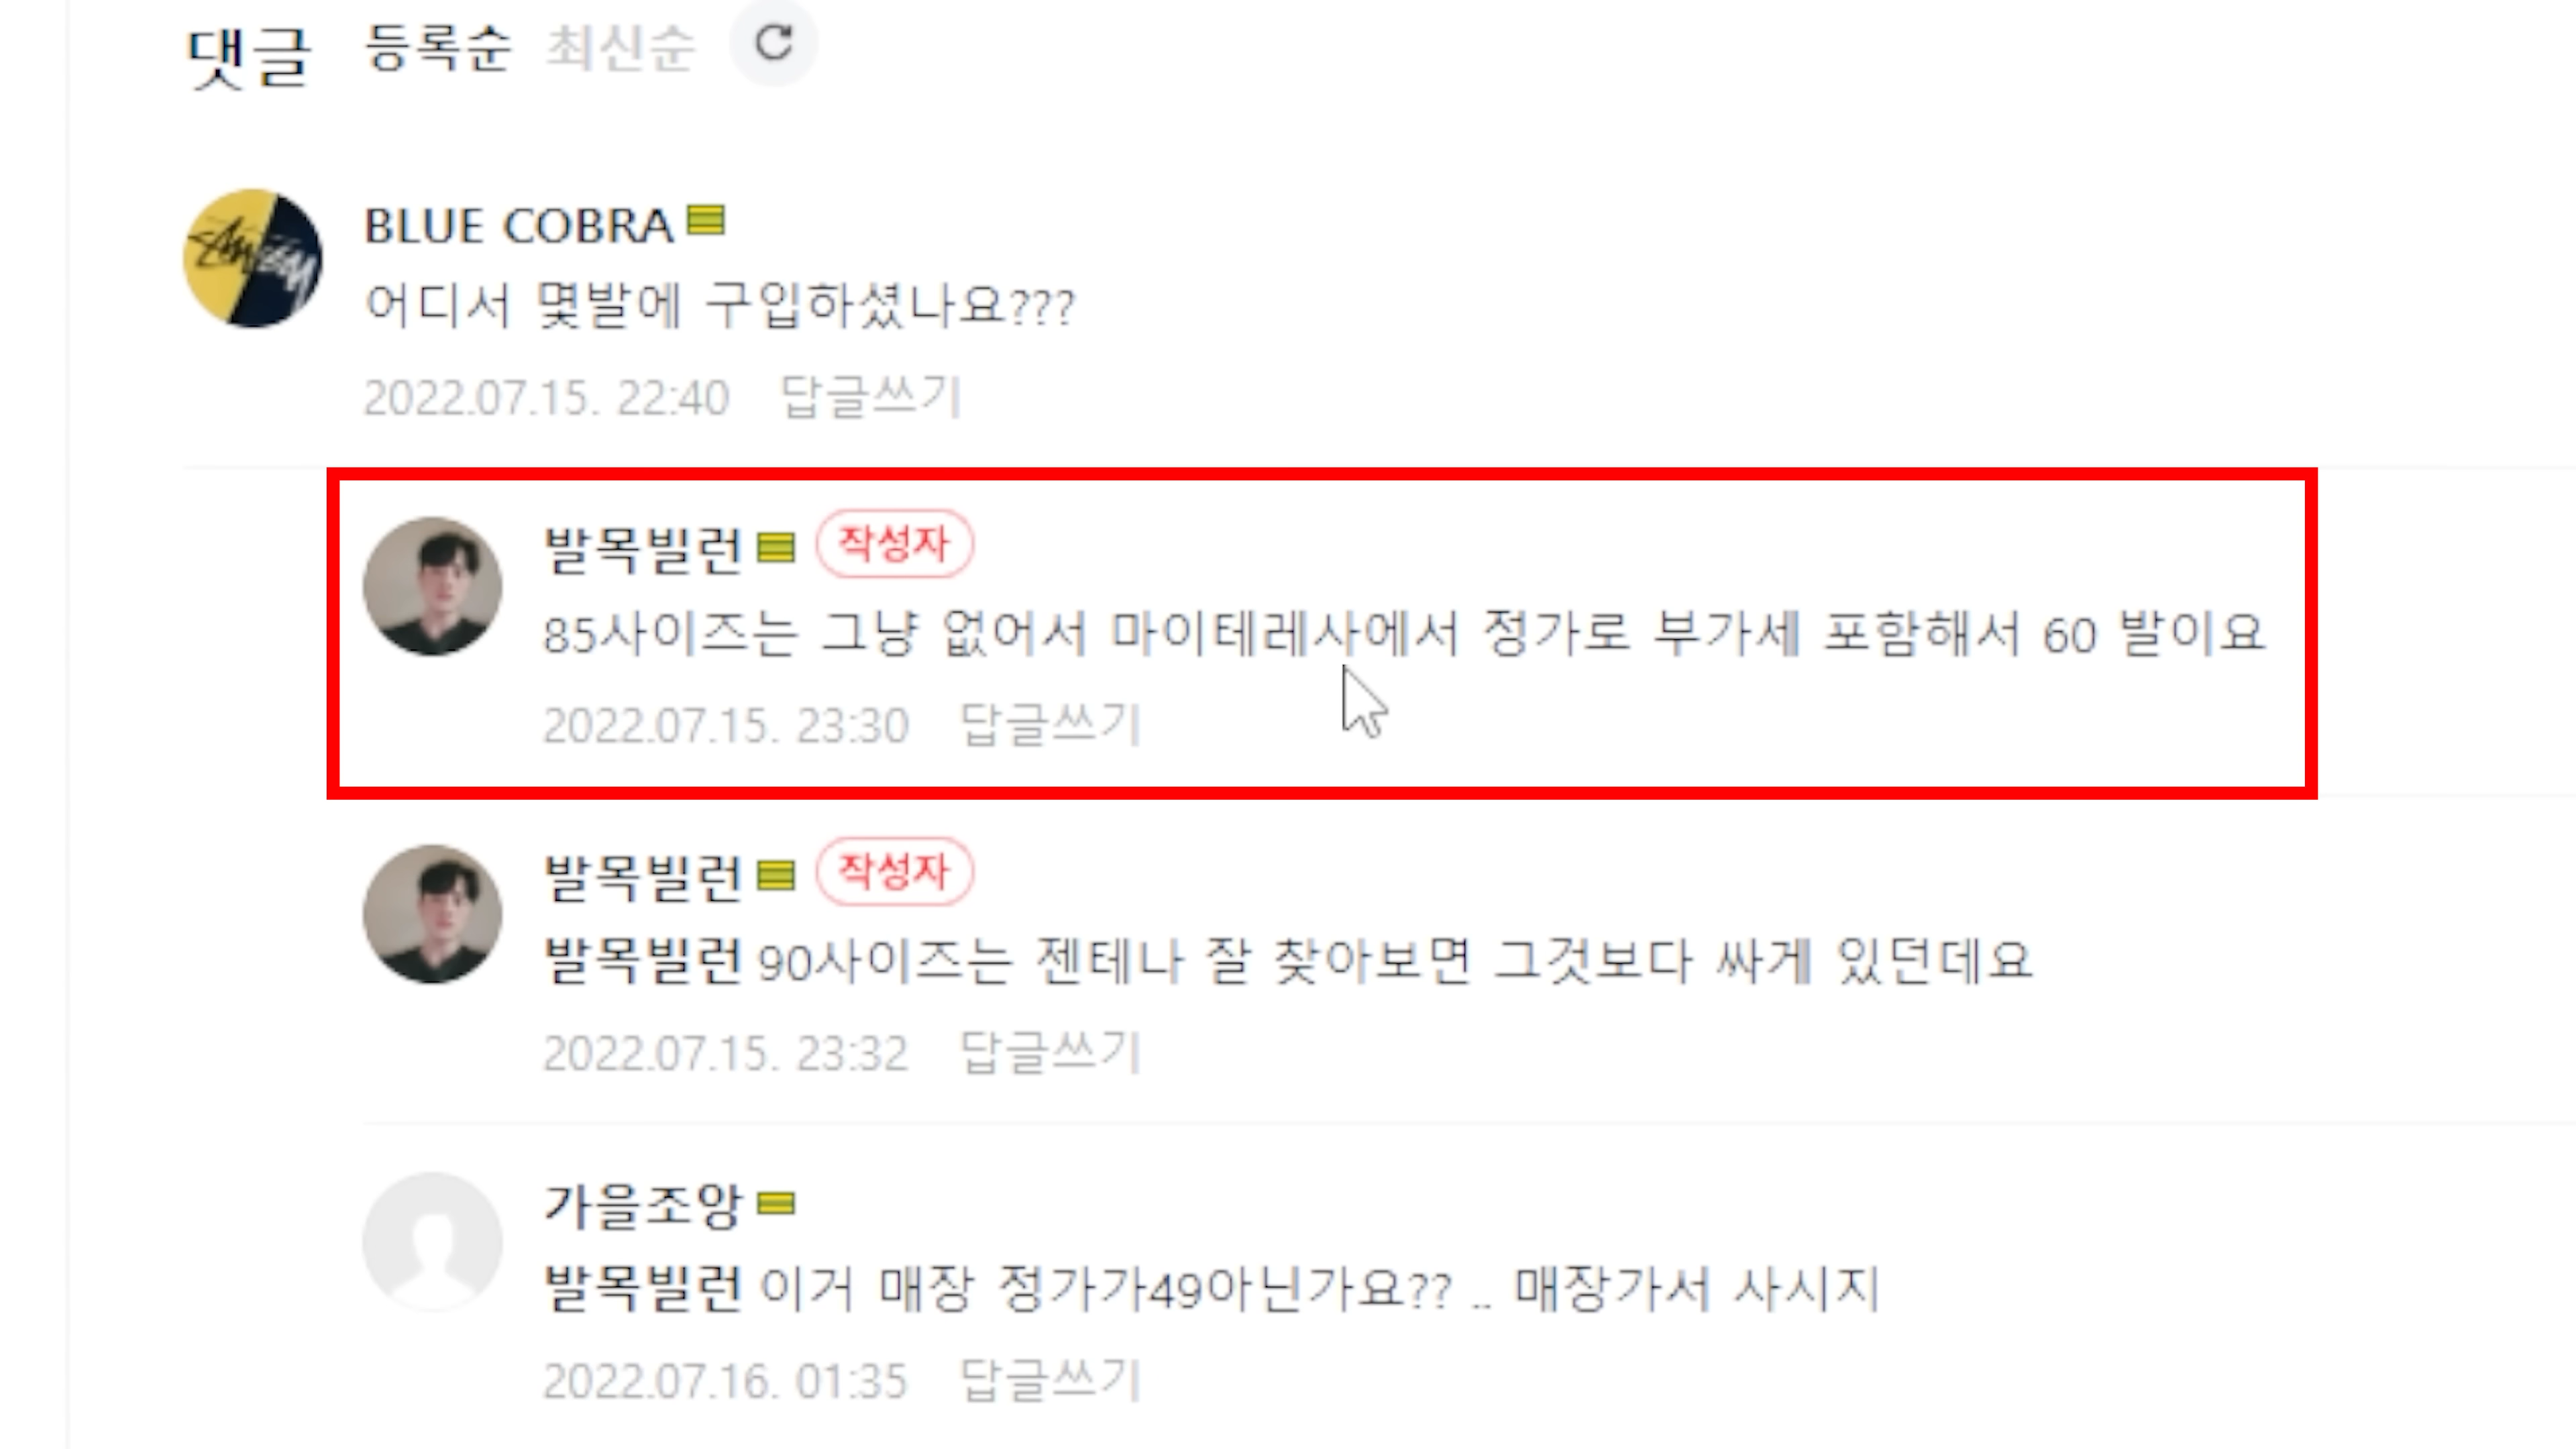 댓글 등록순 최신순
BLUE COBRA
어디서 몇발에 구입하셨나요???
2022.07.15. 22:40 답글쓰기
발목빌런 작성자
85사이즈는 그냥 없어서 마이테레사에서 정가로 부가세 포함해서 60 발이요
2022.07.15. 23:30 답글쓰기
발목빌런 작성자
발목빌런 90사이즈는 젠테나 잘 찾아보면 그것보다 싸게 있던데요
2022.07.15. 23:32 답글쓰기
가을조앙
발목빌런 이거 매장 정가가49아닌가요?? .. 매장가서 사시지
2022.07.16. 01:35 답글쓰기